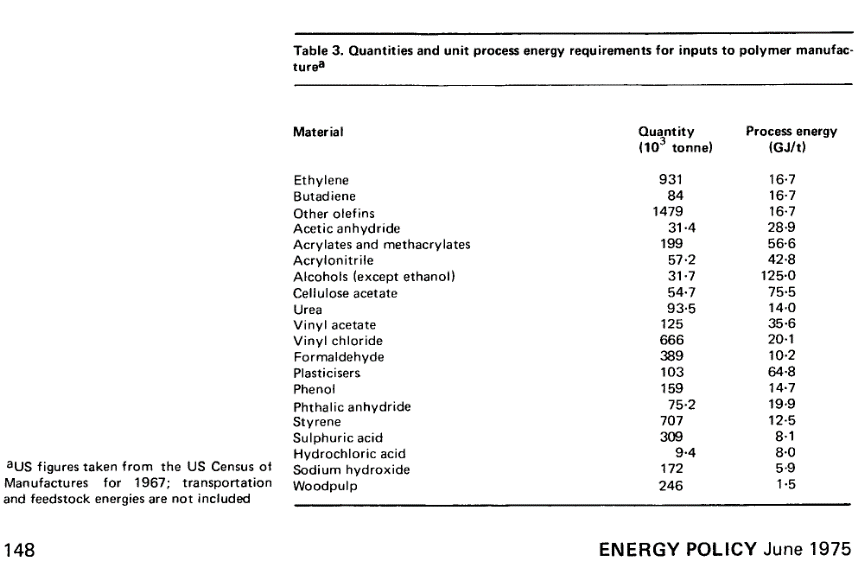 Table 3. Quantities and unit process energy requirements for inputs to polymer manufac-
tureª
Material Quantity Process energy
(10³ tonne) (GJ/t)
Ethylene 931 16·7
Butadiene 84 16·7
Other olefins 1479 16·7
Acetic anhydride 31·4 28·9
Acrylates and methacrylates 199 56·6
Acrylonitrile 57·2 42·8
Alcohols (except ethanol) 31·7 125·0
Cellulose acetate 54·7 75·5
Urea 93·5 14·0
Vinyl acetate 125 35·6
Vinyl chloride 666 20·1
Formaldehyde 389 10·2
Plasticisers 103 64·8
Phenol 159 14·7
Phthalic anhydride 75·2 19·9
Styrene 707 12·5
Sulphuric acid 309 8·1
Hydrochloric acid 9·4 8·0
Sodium hydroxide 172 5·9
Woodpulp 246 1·5
ªUS figures taken from the US Census of
Manufactures for 1967; transportation
and feedstock energies are not included
148 ENERGY POLICY June 1975